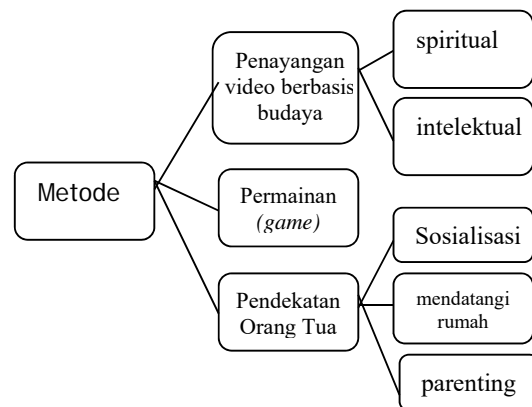 Metode
Penayangan
video berbasis
budaya
spiritual
intelektual
Permainan
(game)
Pendekatan
Orang Tua
Sosialisasi
mendatangi
rumah
parenting